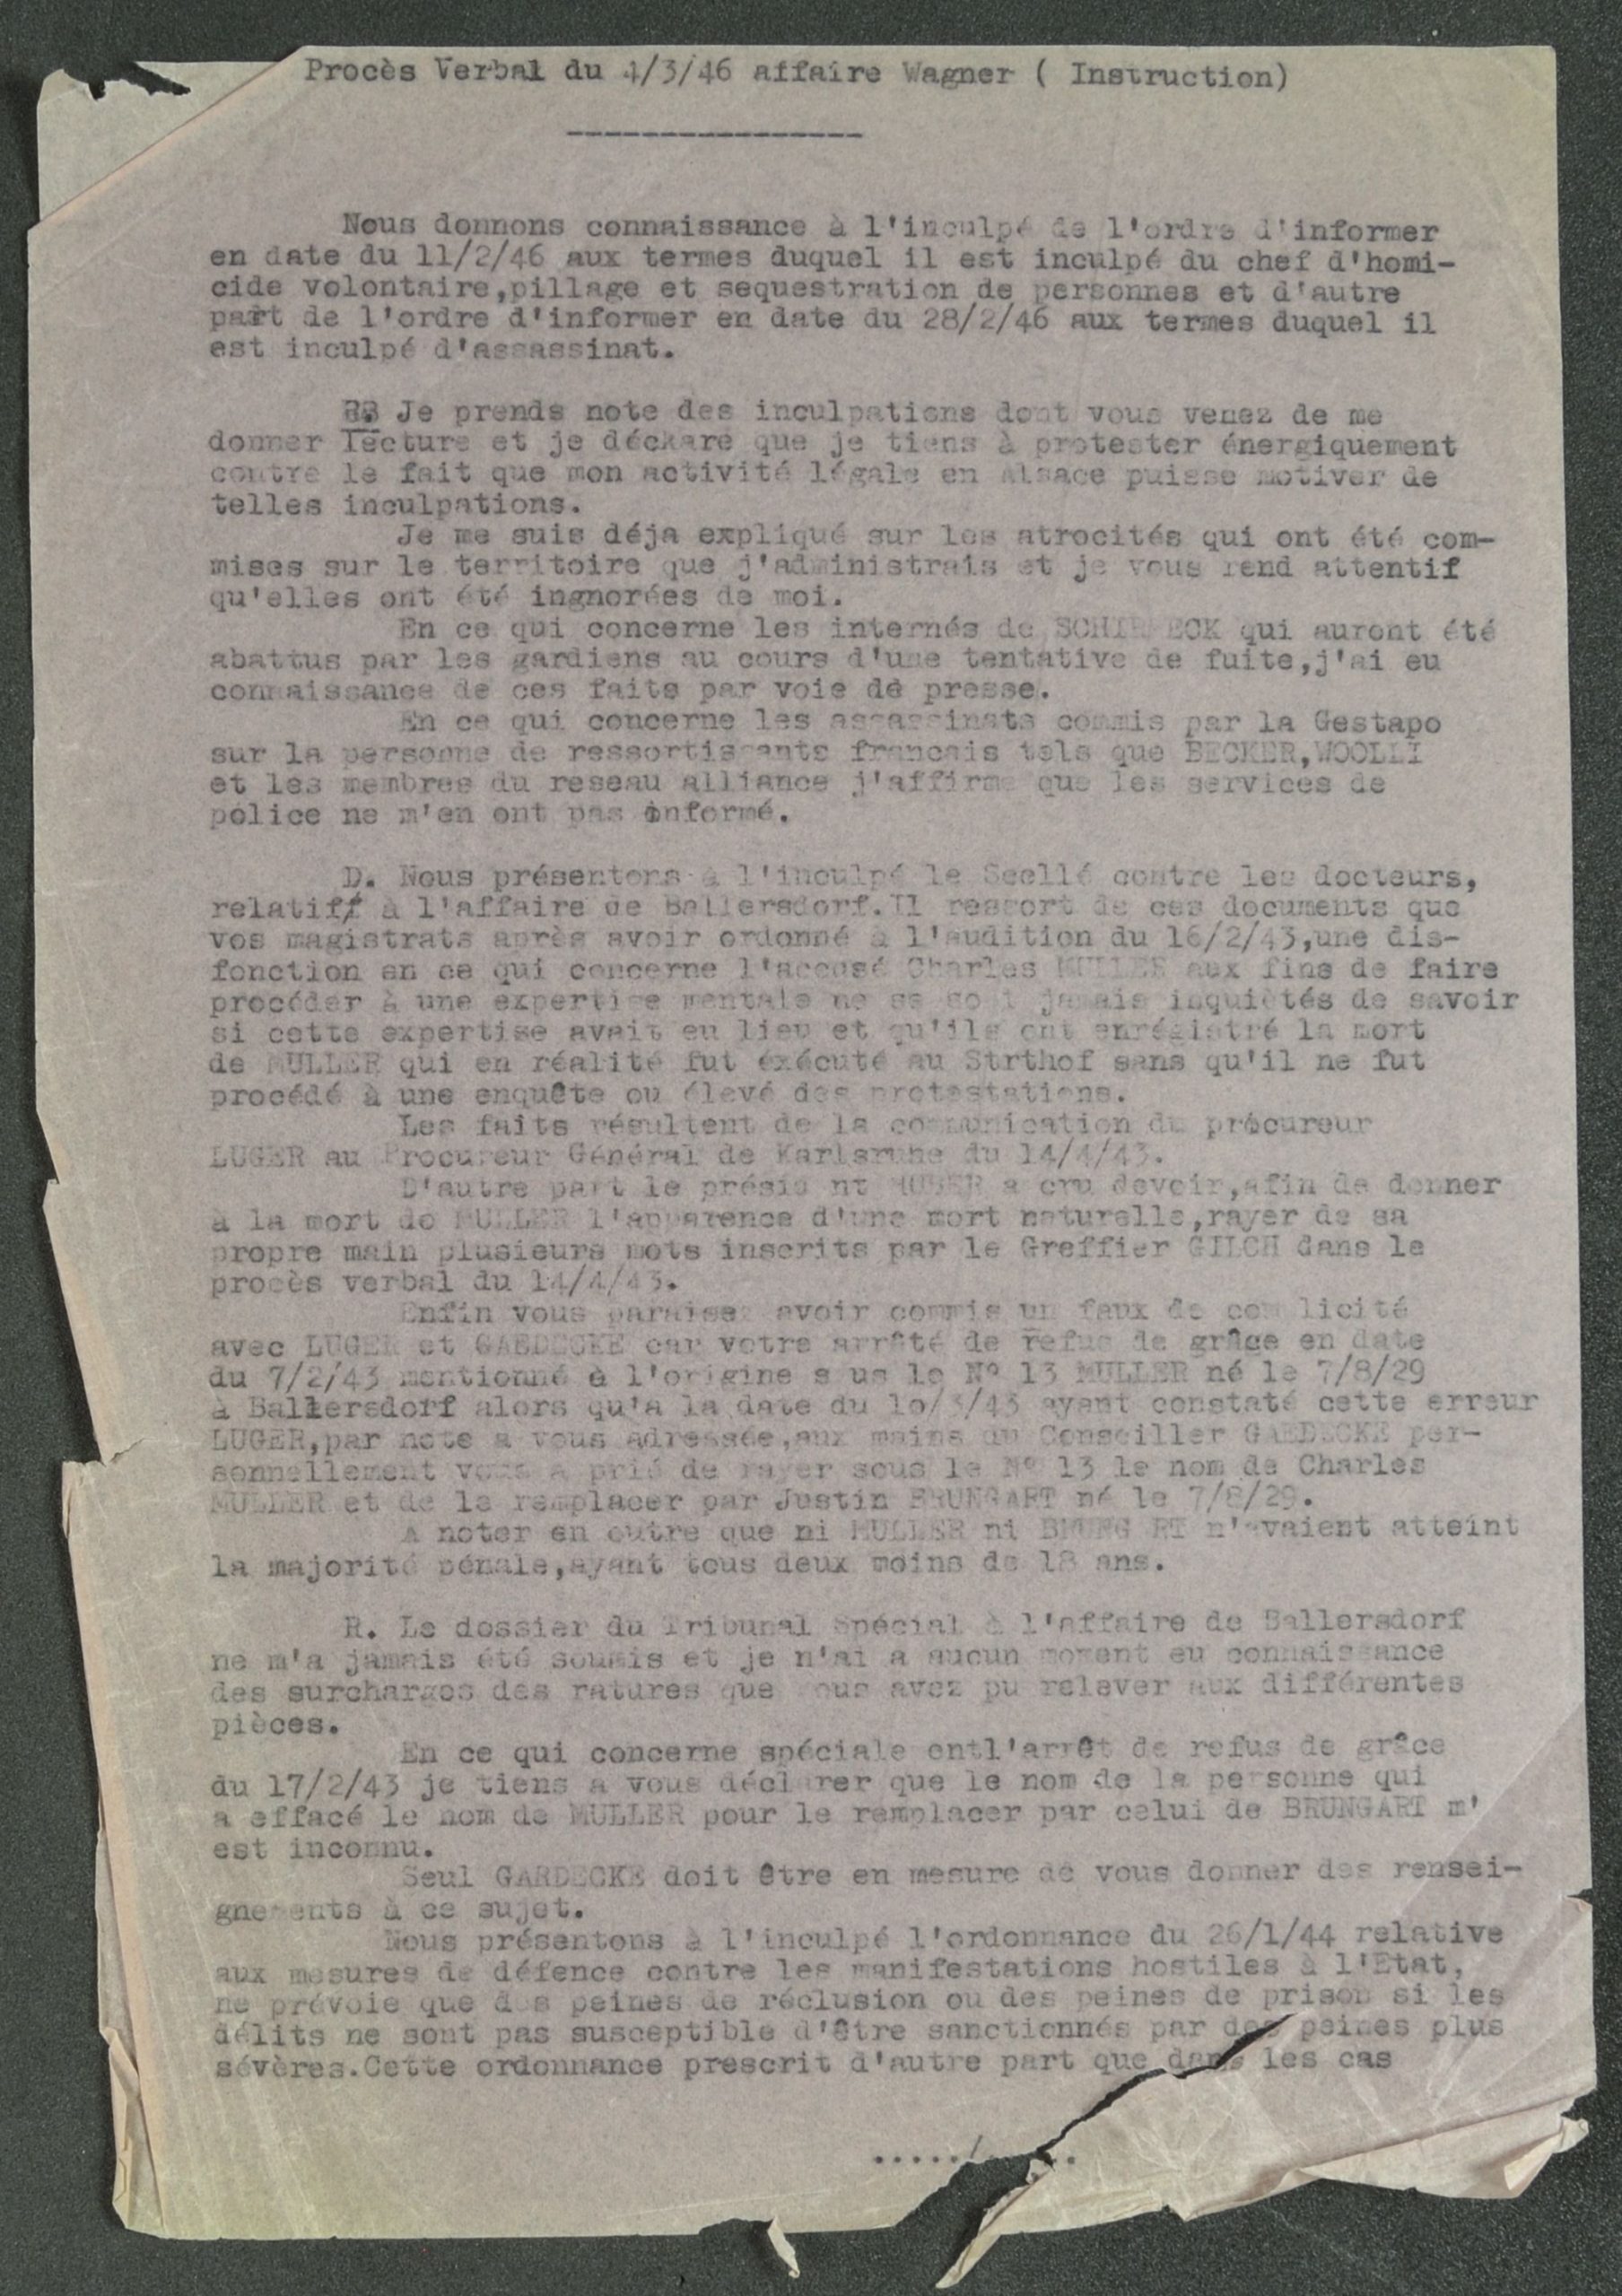 Procès Verbal du 4/3/46 affaire Wagner ( Instruction)
Nous donnons connaissance à l'inculpé de l'ordre d'informer
en date du 11/2/46 aux termes duquel il est inculpé du chef d'homi-
cide volontaire,pillage et sequestration de personnes et d'autre
part de l'ordre d'informer en date du 28/2/46 aux termes duquel il
est inculpé d'assassinat.
Je prends note des inculpations dont vous venez de me
donner lecture et je déckare que je tiens à protester énergiquement
contre le fait que mon activité légale en Alsace puisse motiver de
telles inculpations.
Je me suis déja expliqué sur les atrocités qui ont été com-
mises sur le territoire que j'administrais et je vous rend attentif
qu'elles ont été ingnorées de moi.
En ce qui concerne les internés de SCHIRMECK qui auront été
abattus par les gardiens au cours d'une tentative de fuite,j'ai eu
connaissance de ces faits par voie de presse.
En ce qui concerne les assassinats commis par la Gestapo
sur la personne de ressortissants francais tels que BECKER,WOOLLI
et les membres du reseau alliance j'affirme que les services de
police ne m'en ont pas informé.
D. Nous présentons à l'inculpé le Scellé contre les docteurs,
relatiff à l'affaire de Ballersdorf.Il ressort de ces documents que
vos magistrats après avoir ordonné à l'audition du 16/2/43,une dis-
fonction en ce qui concerne l'accusé Charles MULLER aux fins de faire
procéder à une expertise mentale ne se sont jamais inquiétés de savoir
si cette expertise avait eu lieu et qu'ils ont enrégistré la mort
de MULLER qui en réalité fut éxécuté au Strthof sans qu'il ne fut
procédé à une enquête ou élevé des protestations.
Les faits résultent de la communication du précureur
LUGER au Procureur Général de Karlsruhe du 14/4/43.
D'autre part le présid nt HUBER a cru devoir,afin de donner
à la mort de MULLER l'apparence d'une mort naturelle,rayer de sa
propre main plusieurs mots inscrits par le Greffier GILCH dans le
procès verbal du 14/4/43.
Enfin vous paraisez avoir commis un faux de complicité
avec LUGER et GAEDECKE car votre arrêté de refus de grâce en date
du 7/2/43 mentionné à l'origine s us le N° 13 MULLER né le 7/8/29
à Ballersdorf alors qu'a la date du 10/3/43 ayant constaté cette erreur
LUGER,par note a vous adressée,aux mains du Conseiller GAEDECKE per-
sonnellement vous a prié de rayer sous le N° 13 le nom de Charles
MULLER et de le remplacer par Justin BRUNGART né le 7/8/29.
A noter en outre que ni MULLER ni BRUNG RT n'avaient atteint
la majorité pénale,ayant tous deux moins de 18 ans.
R. Le dossier du Tribunal Spécial à l'affaire de Ballersdorf
ne m'a jamais été soumis et je n'ai a aucun moment eu connaissance
des surcharges des ratures que vous avez pu relever aux différentes
pièces.
En ce qui concerne spéciale entl'arrêt de refus de grâce
du 17/2/43 je tiens a vous déclarer que le nom de la personne qui
a effacé le nom de MULLER pour le remplacer par celui de BRUNGART m'
est inconnu.
Seul GARDECKE doit être en mesure de vous donner des rensei-
gnements à ce sujet.
Nous présentons à l'inculpé l'ordonnance du 26/1/44 relative
aux mesures de défence contre les manifestations hostiles à l'Etat,
ne prévoie que des peines de réclusion ou des peines de prison si les
délits ne sont pas susceptible d'être sanctionnés par des peines plus
sévères.Cette ordonnance prescrit d'autre part que dans les cas
...../.....